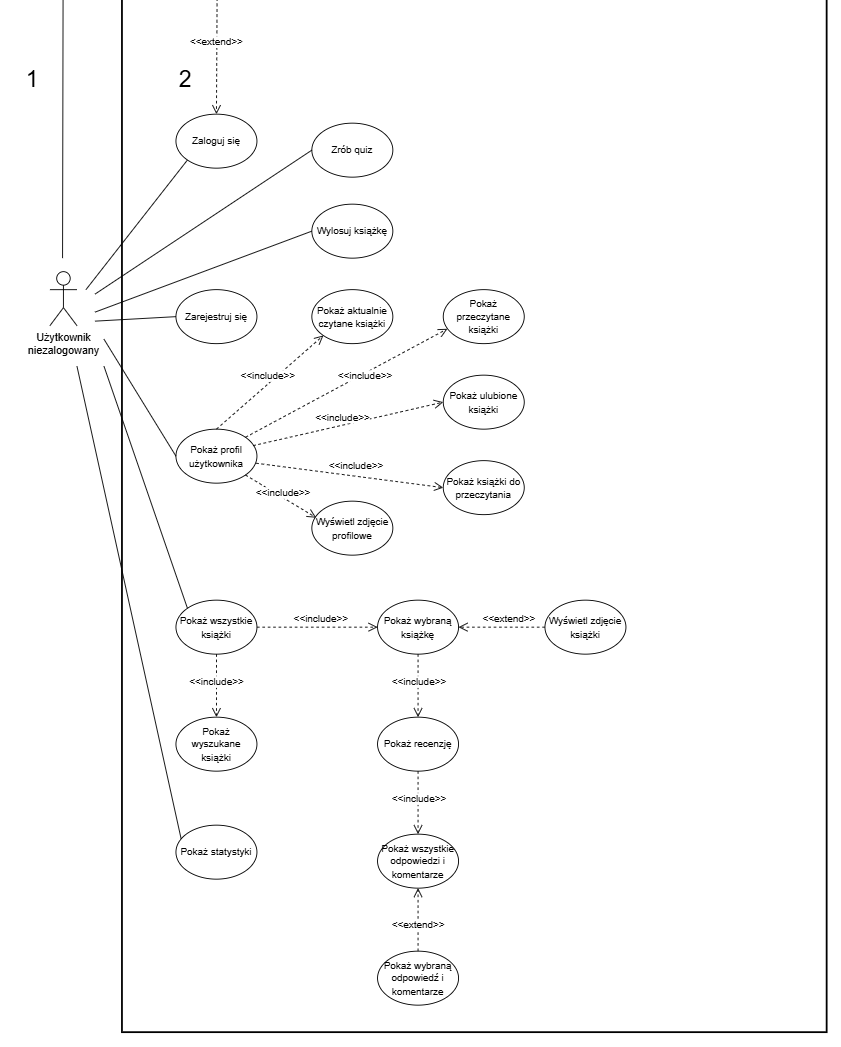 <<extend>>
1
2
Zaloguj się
Zrób quiz
Wylosuj książkę
Użytkownik
niezalogowany
Zarejestruj się
Pokaż aktualnie
czytane książki
Pokaż
przeczytane
książki
<<include>>
<<include>>
Pokaż ulubione
książki
<<include>>
Pokaż profil
użytkownika
<<include>>
Pokaż książki do
przeczytania
<<include>>
Wyświetl zdjęcie
profilowe
Pokaż wszystkie
książki
<<include>>
Pokaż wybraną
książkę
<<extend>>
Wyświetl zdjęcie
książki
<<include>>
<<include>>
Pokaż
wyszukane
książki
Pokaż recenzję
<<include>>
Pokaż statystyki
Pokaż wszystkie
odpowiedzi i
komentarze
<<extend>>
Pokaż wybraną
odpowiedź i
komentarze